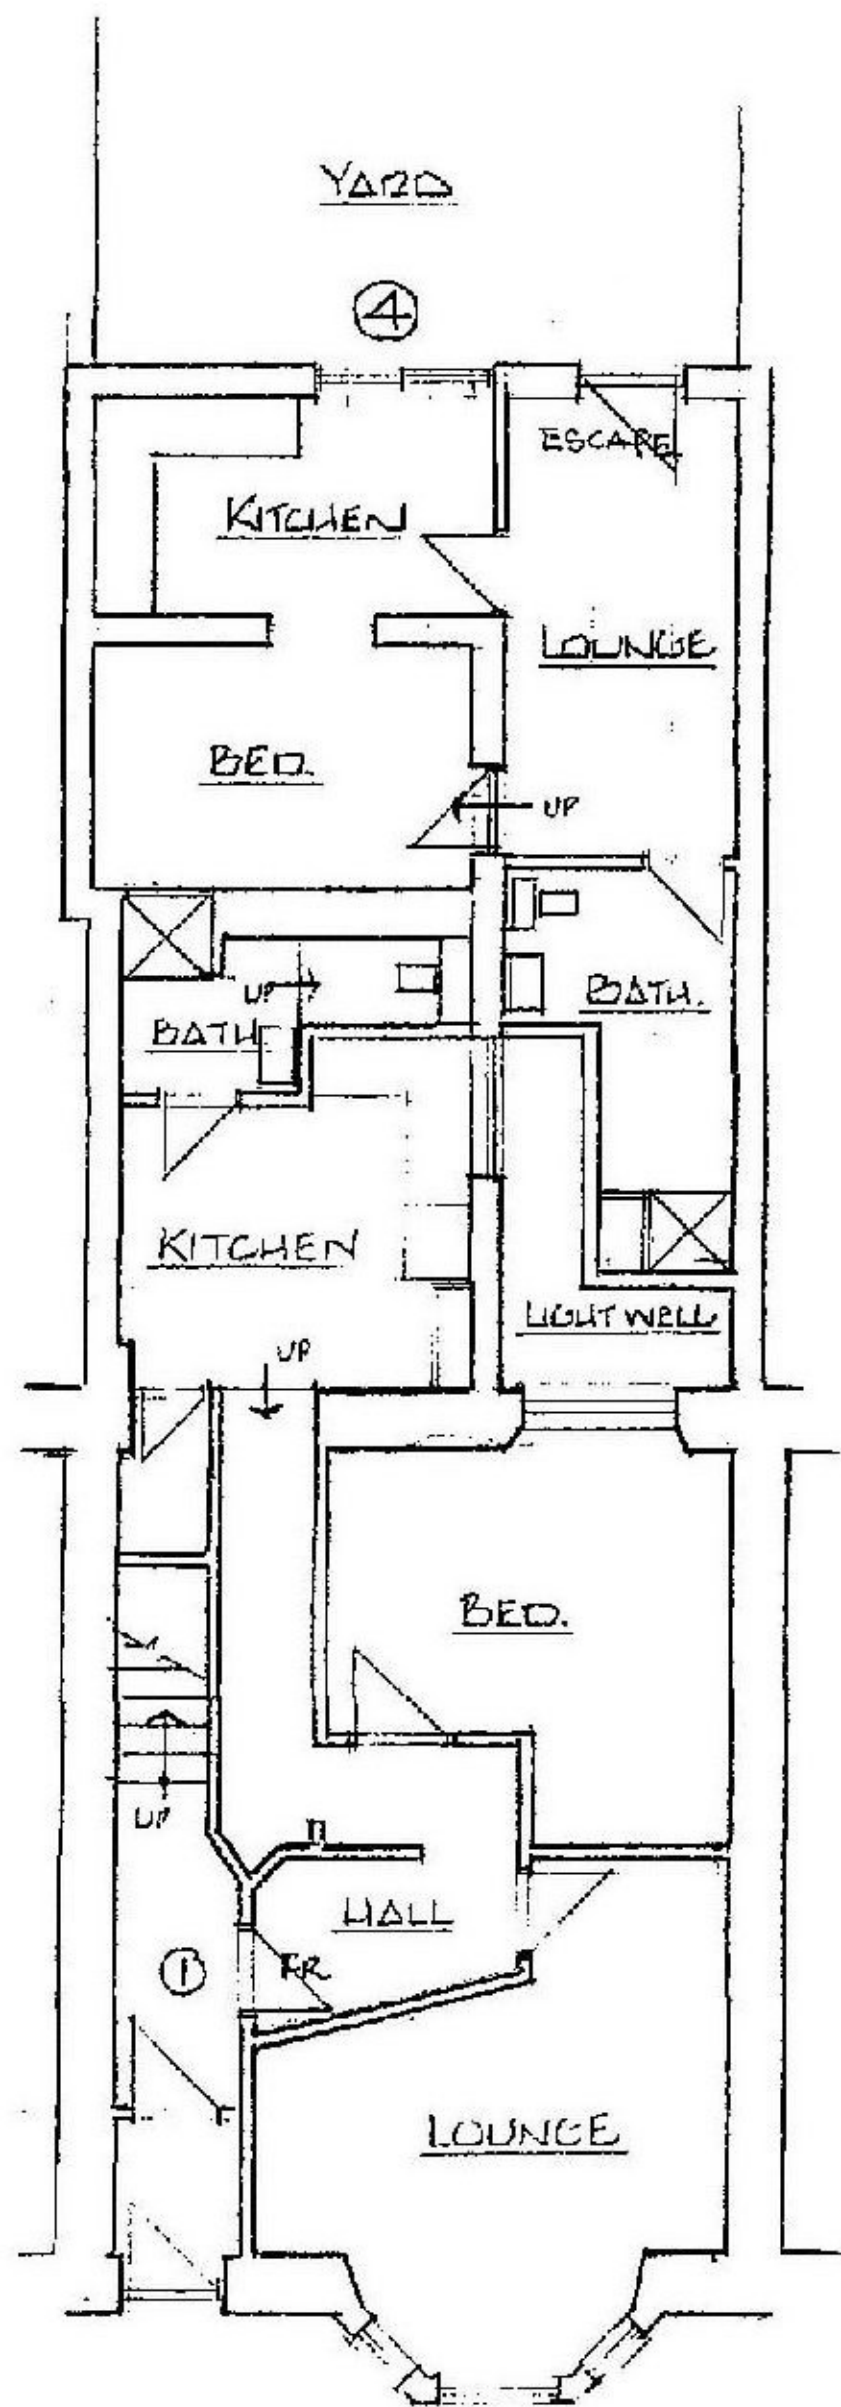 YARD
4
ESCAPE
KITCHEN
LOUNGE
BED.
UP
UP
BATH.
BATH
KITCHEN
LIGHT WELL
UP
BED.
UP
HALL
1
FR
LOUNGE